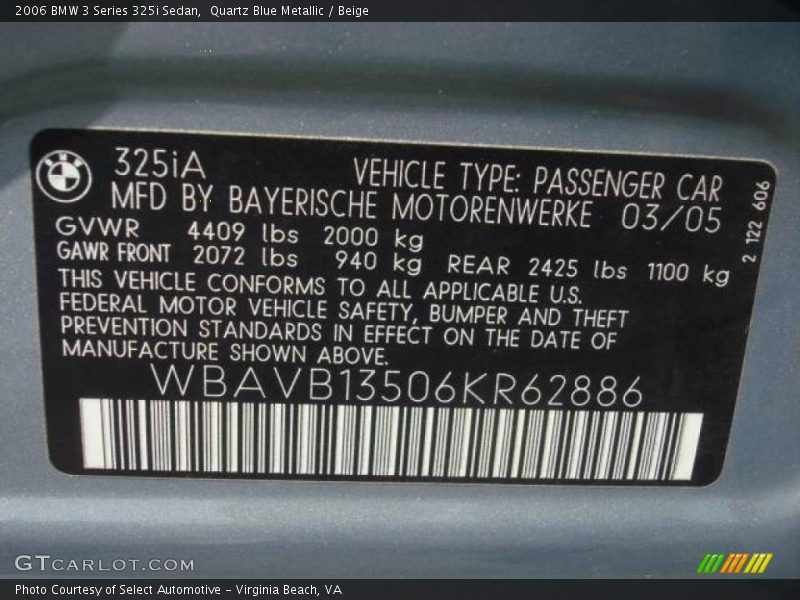 2006 BMW 3 Series 325i Sedan,  Quartz Blue Metallic / Beige
BMW
325iA
VEHICLE TYPE: PASSENGER CAR
MFD BY BAYERISCHE MOTORENWERKE 03/05
GVWR 4409 lbs 2000 kg
GAWR FRONT 2072 lbs 940 kg REAR 2425 lbs 1100 kg
THIS VEHICLE CONFORMS TO ALL APPLICABLE U.S.
FEDERAL MOTOR VEHICLE SAFETY, BUMPER AND THEFT
PREVENTION STANDARDS IN EFFECT ON THE DATE OF
MANUFACTURE SHOWN ABOVE.
WBAVB13506KR62886
2 122 606
GTCARLOT.COM
Photo Courtesy of Select Automotive – Virginia Beach, VA